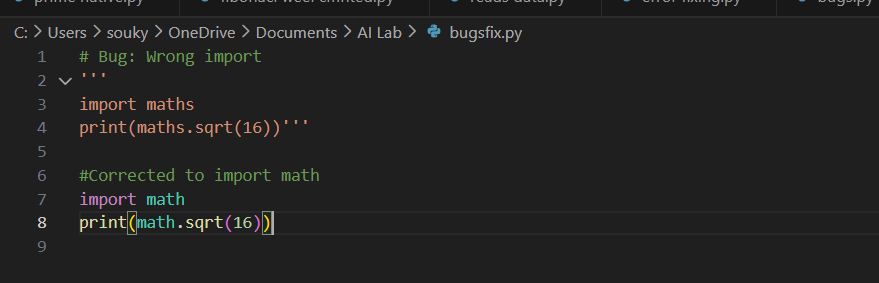 C: > Users > souky > OneDrive > Documents > AI Lab > bugsfix.py
1 # Bug: Wrong import
2 '''
3 import maths
4 print(maths.sqrt(16))'''
5
6 #Corrected to import math
7 import math
8 print(math.sqrt(16))
9